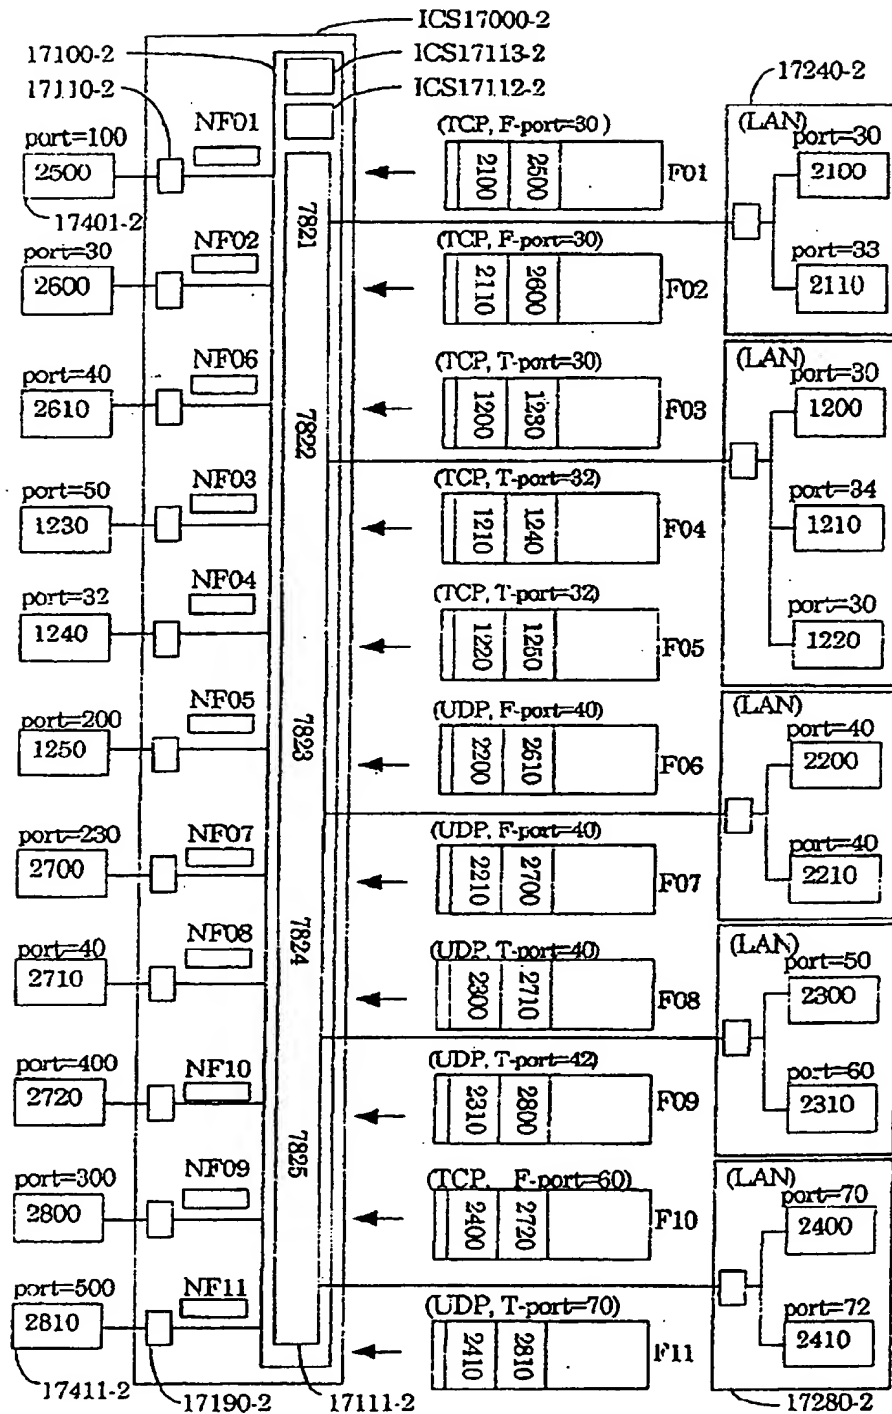 ICS17000-2
17100-2
ICS17113-2
17110-2
ICS17112-2
17240-2
port=100
2500
17401-2
NF01
port=30
2600
NF02
port=40
2610
NF06
port=50
1230
NF03
port=32
1240
NF04
port=200
1250
NF05
port=230
2700
NF07
port=40
2710
NF08
port=400
2720
NF10
port=300
2800
NF09
port=500
2810
NF11
17411-2
17190-2
17111-2
7821
7822
7823
7824
7825
(TCP, F-port=30)
2100
2500
F01
(TCP, F-port=30)
2110
2600
F02
(TCP, T-port=30)
1200
1230
F03
(TCP, T-port=32)
1210
1240
F04
(TCP, T-port=32)
1220
1250
F05
(UDP, F-port=40)
2200
2610
F06
(UDP, F-port=40)
2210
2700
F07
(UDP, T-port=40)
2300
2710
F08
(UDP, T-port=42)
2310
2800
F09
(TCP, F-port=60)
2400
2720
F10
(UDP, T-port=70)
2410
2810
F11
(LAN)
port=30
2100
port=33
2110
(LAN)
port=30
1200
port=34
1210
port=30
1220
(LAN)
port=40
2200
port=40
2210
(LAN)
port=50
2300
port=60
2310
(LAN)
port=70
2400
port=72
2410
17280-2